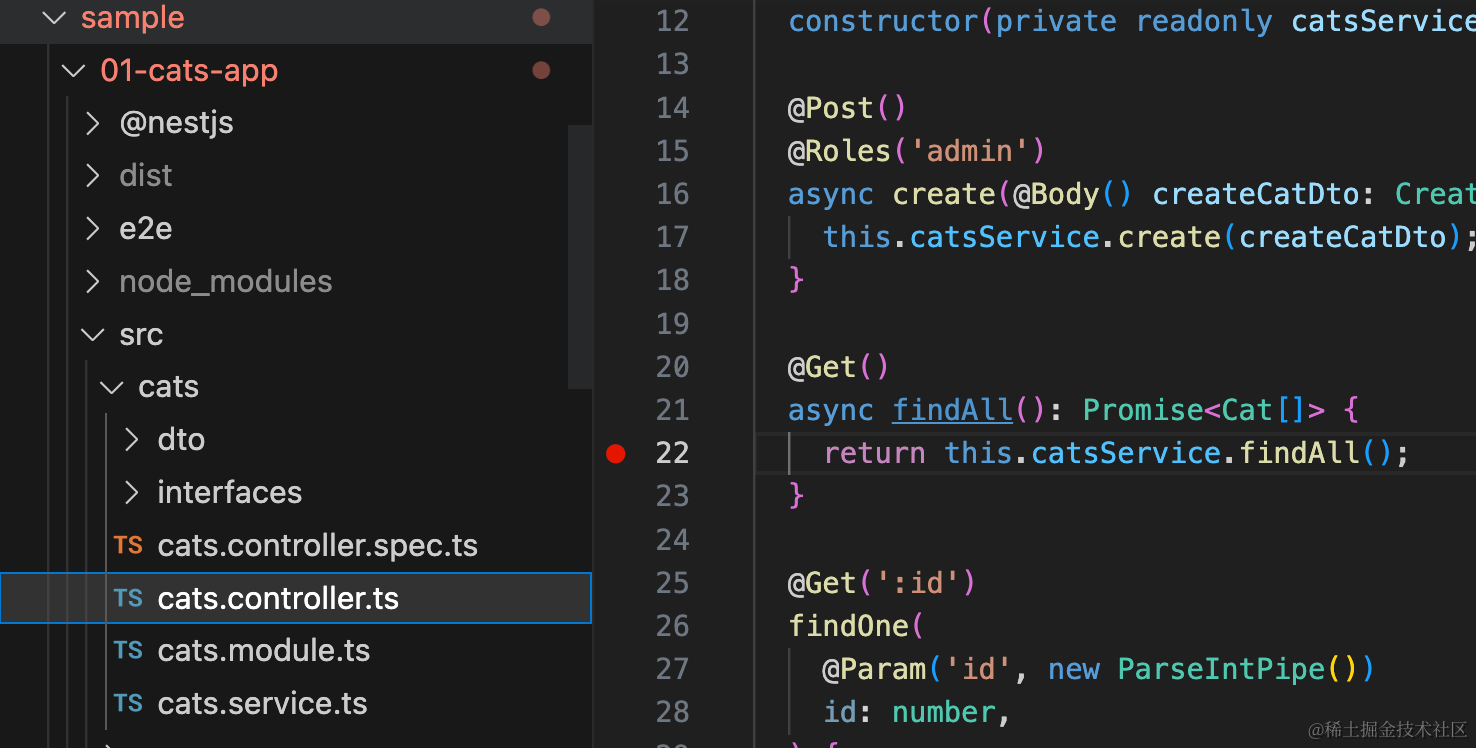 sample
01-cats-app
@nestjs
dist
e2e
node_modules
src
cats
dto
interfaces
TS cats.controller.spec.ts
TS cats.controller.ts
TS cats.module.ts
TS cats.service.ts
12 constructor(private readonly catsService
13
14 @Post()
15 @Roles('admin')
16 async create(@Body() createCatDto: Creat
17 this.catsService.create(createCatDto);
18 }
19
20 @Get()
21 async findAll(): Promise<Cat[]> {
22 return this.catsService.findAll();
23 }
24
25 @Get(':id')
26 findOne(
27 @Param('id', new ParseIntPipe())
28 id: number,
29 ) {
@稀土掘金技术社区